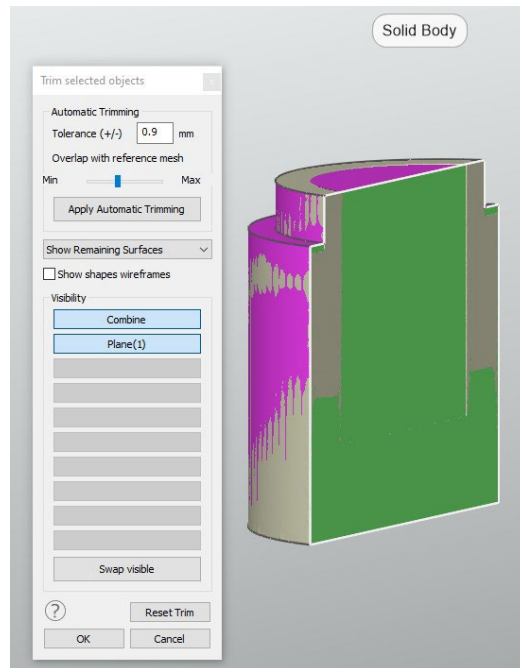 Solid Body
Trim selected objects
x
Automatic Trimming
Tolerance (+/-) 0.9 mm
Overlap with reference mesh
Min Max
Apply Automatic Trimming
Show Remaining Surfaces
Show shapes wireframes
Visibility
Combine
Plane(1)
Swap visible
?
Reset Trim
OK Cancel